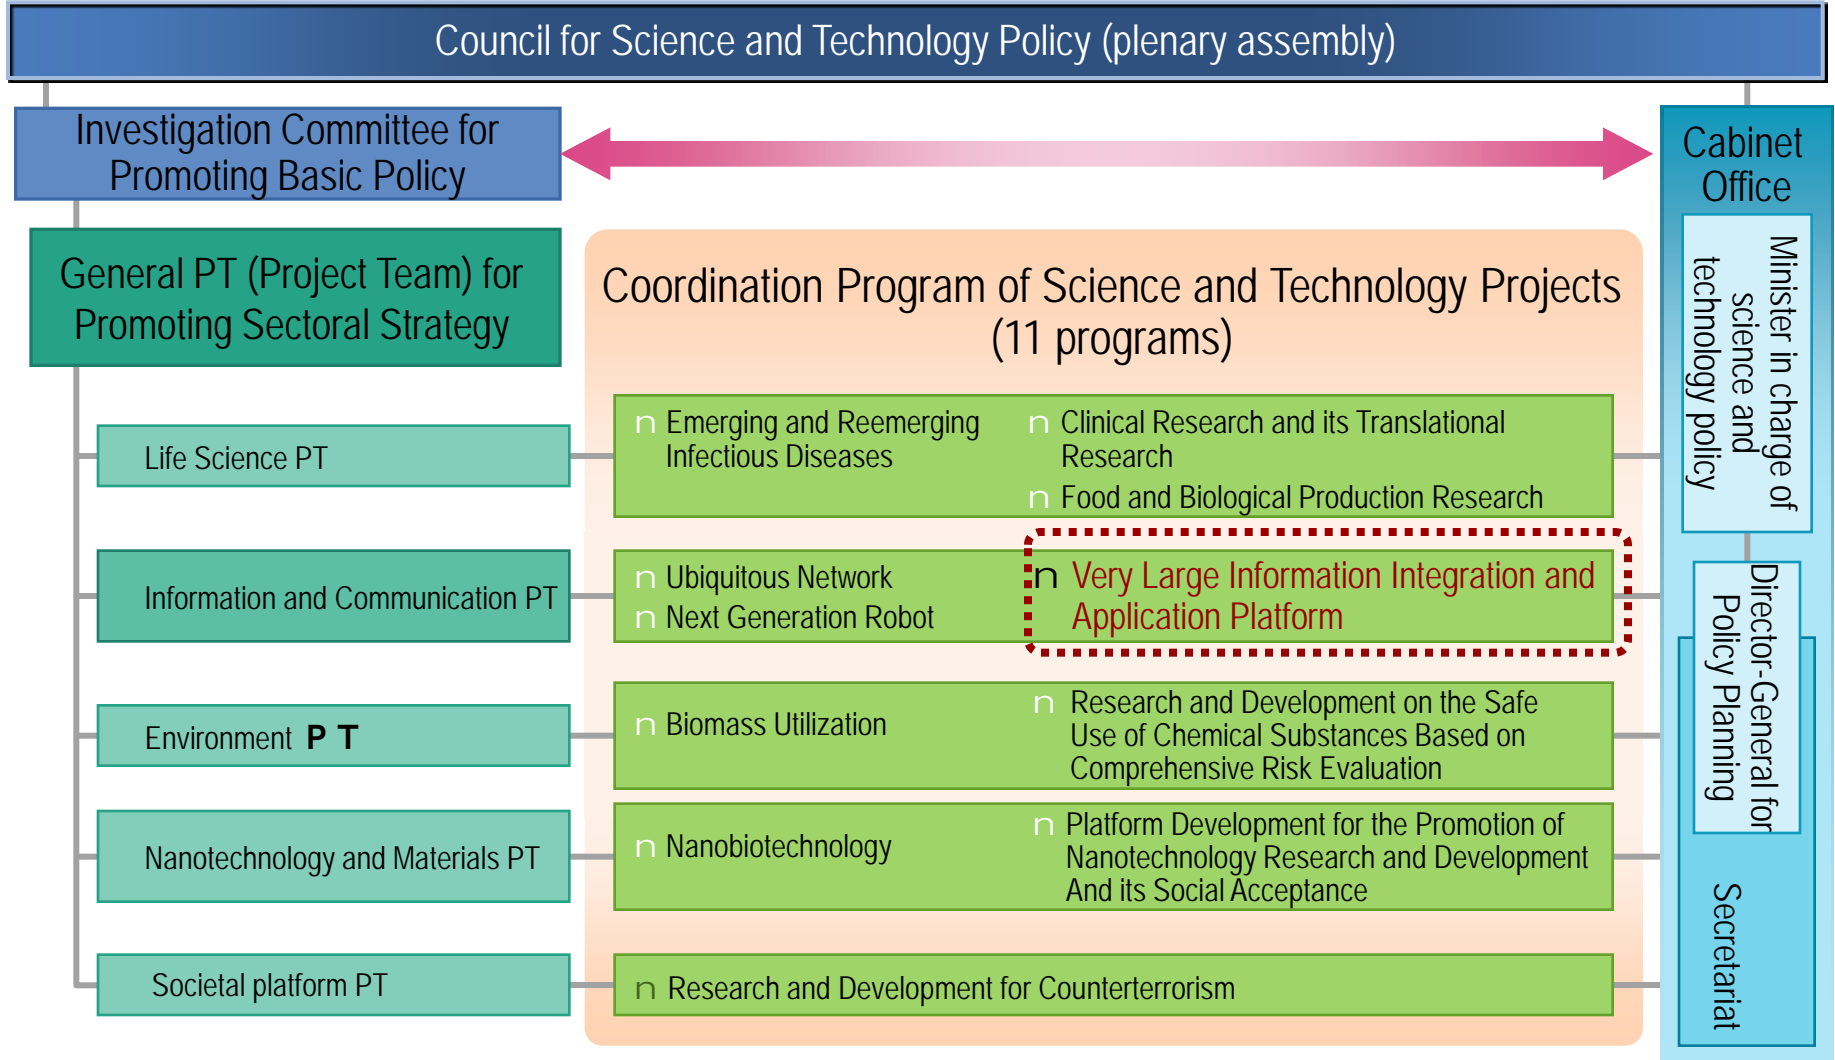 Council for Science and Technology Policy (plenary assembly)
Investigation Committee for
Promoting Basic Policy
Cabinet
Office
General PT (Project Team) for
Promoting Sectoral Strategy
Coordination Program of Science and Technology Projects
(11 programs)
Minister in charge of
science and
technology policy
Life Science PT
n Emerging and Reemerging
Infectious Diseases
n Clinical Research and its Translational
Research
n Food and Biological Production Research
Information and Communication PT
n Ubiquitous Network
n Next Generation Robot
n Very Large Information Integration and
Application Platform
Director-General for
Policy Planning
Environment P T
n Biomass Utilization
n Research and Development on the Safe
Use of Chemical Substances Based on
Comprehensive Risk Evaluation
Nanotechnology and Materials PT
n Nanobiotechnology
n Platform Development for the Promotion of
Nanotechnology Research and Development
And its Social Acceptance
Secretariat
Societal platform PT
n Research and Development for Counterterrorism